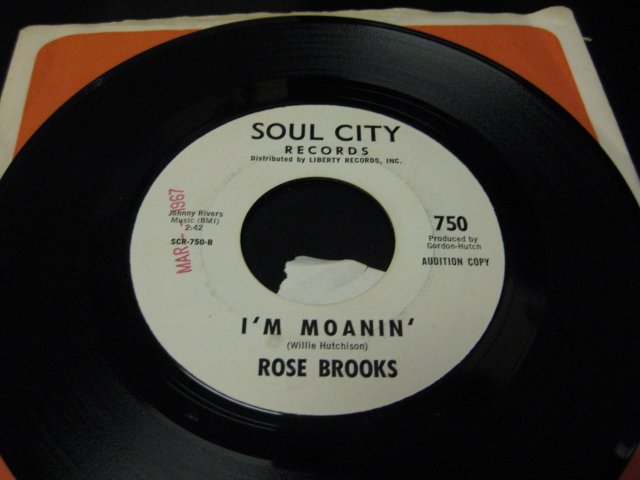 SOUL CITY
RECORDS
Distributed by LIBERTY RECORDS, INC.
Johnny Rivers
Music (BMI)
2:42
SCR-750-B
MAR 1967
750
Produced by
Gordon-Hutch
AUDITION COPY
I'M MOANIN'
(Willie Hutchison)
ROSE BROOKS